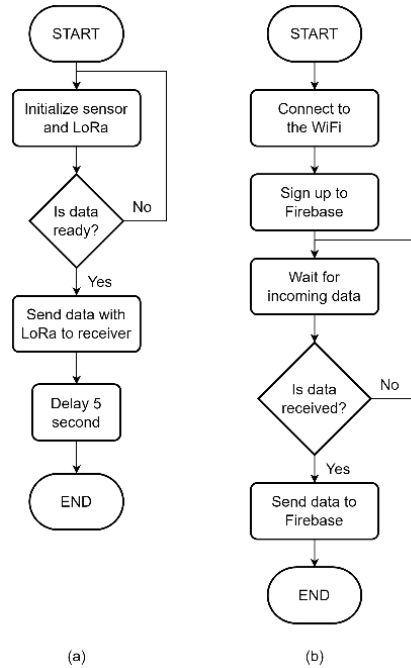 START
Initialize sensor
and LoRa
Is data
ready?
No
Yes
Send data with
LoRa to receiver
Delay 5
second
END
(a)
START
Connect to
the WiFi
Sign up to
Firebase
Wait for
incoming data
Is data
received?
No
Yes
Send data to
Firebase
END
(b)